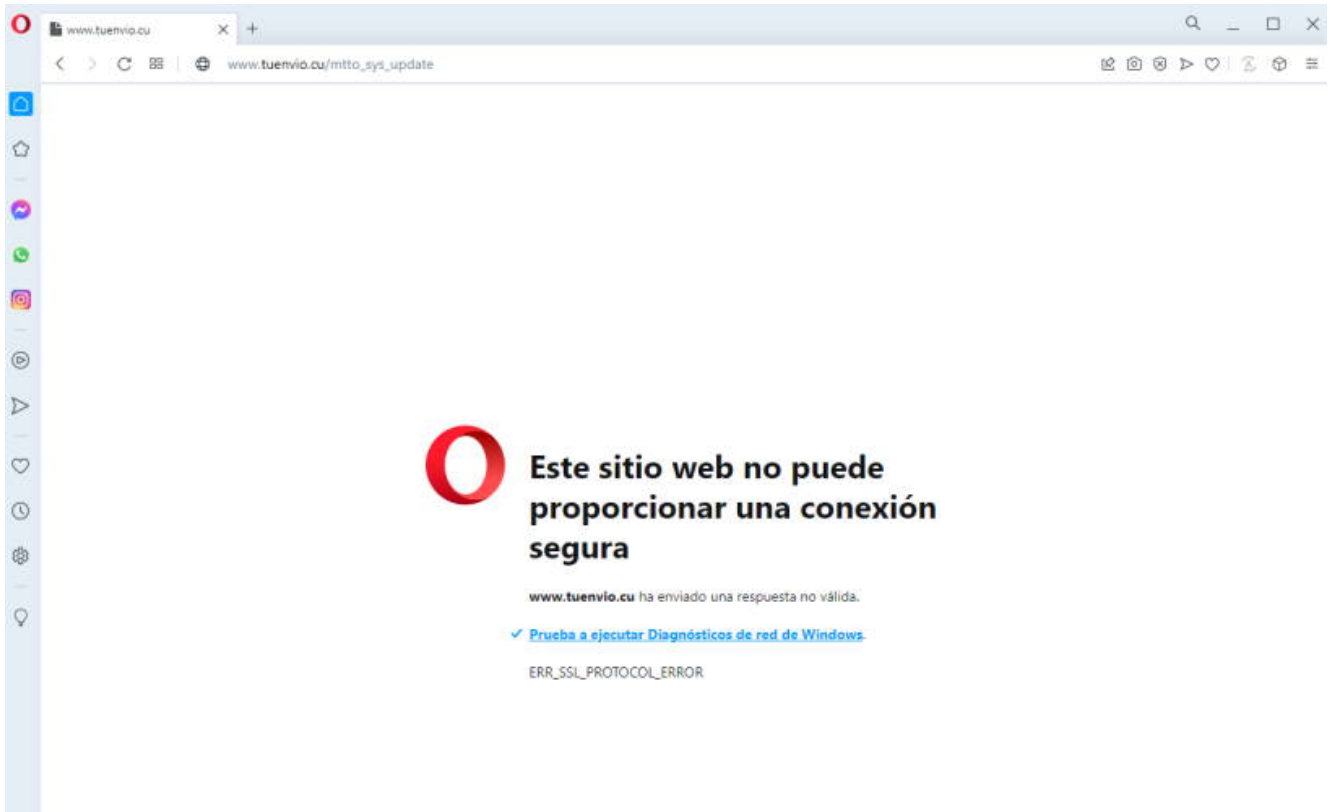 www.tuenvio.cu
www.tuenvio.cu/mtto_sys_update
Este sitio web no puede
proporcionar una conexión
segura
www.tuenvio.cu ha enviado una respuesta no válida.
Prueba a ejecutar Diagnósticos de red de Windows.
ERR_SSL_PROTOCOL_ERROR